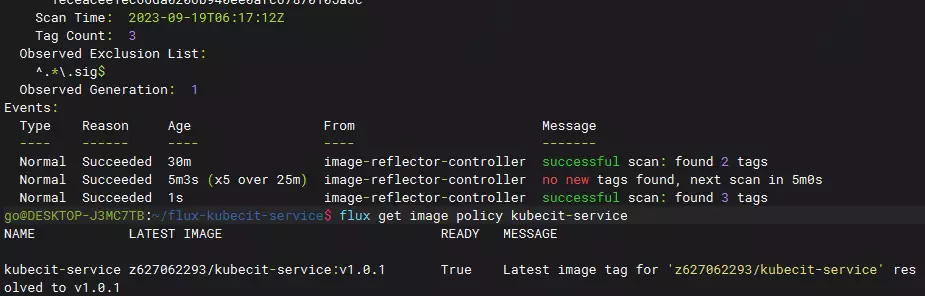 Scan Time:  2023-09-19T06:17:12Z
Tag Count:  3
Observed Exclusion List:
^.*\.sig$
Observed Generation:  1
Events:
Type    Reason     Age                 From                        Message
----    ------     ----                ----                        -------
Normal  Succeeded  30m                 image-reflector-controller  successful scan: found 2 tags
Normal  Succeeded  5m3s (x5 over 25m)  image-reflector-controller  no new tags found, next scan in 5m0s
Normal  Succeeded  1s                  image-reflector-controller  successful scan: found 3 tags
go@DESKTOP-J3MC7TB:~/flux-kubecit-service$ flux get image policy kubecit-service
NAME            LATEST IMAGE                            READY   MESSAGE
kubecit-service z627062293/kubecit-service:v1.0.1       True    Latest image tag for 'z627062293/kubecit-service' res
olved to v1.0.1